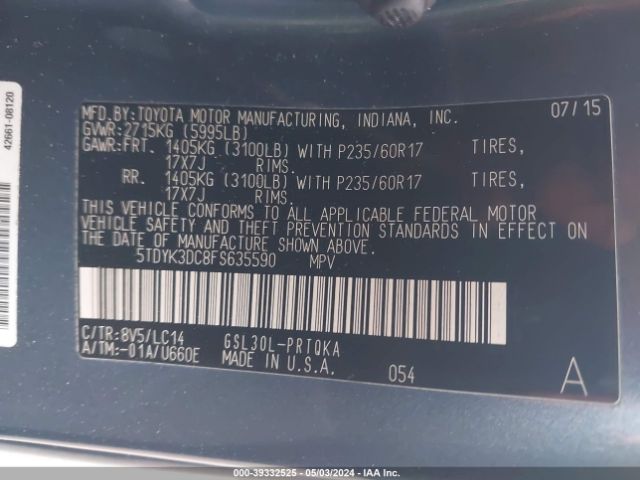 42661-08120
MFD.BY:TOYOTA MOTOR MANUFACTURING, INDIANA, INC. 07/15
GVWR:2715KG (5995LB)
GAWR:FRT. 1405KG (3100LB) WITH P235/60R17 TIRES,
17X7J RIMS.
RR. 1405KG (3100LB) WITH P235/60R17 TIRES,
17X7J RIMS.
THIS VEHICLE CONFORMS TO ALL APPLICABLE FEDERAL MOTOR
VEHICLE SAFETY AND THEFT PREVENTION STANDARDS IN EFFECT ON
THE DATE OF MANUFACTURE SHOWN ABOVE.
5TDYK3DC8FS635590 MPV
C/TR:8V5/LC14 GSL30L-PRTQKA
A/TM:-01A/U660E MADE IN U.S.A. 054 A
000-39332525 - 05/03/2024 - IAAI.COM